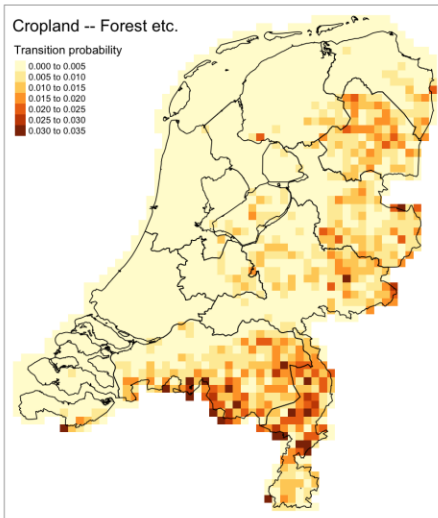 Cropland -- Forest etc.
Transition probability
0.000 to 0.005
0.005 to 0.010
0.010 to 0.015
0.015 to 0.020
0.020 to 0.025
0.025 to 0.030
0.030 to 0.035